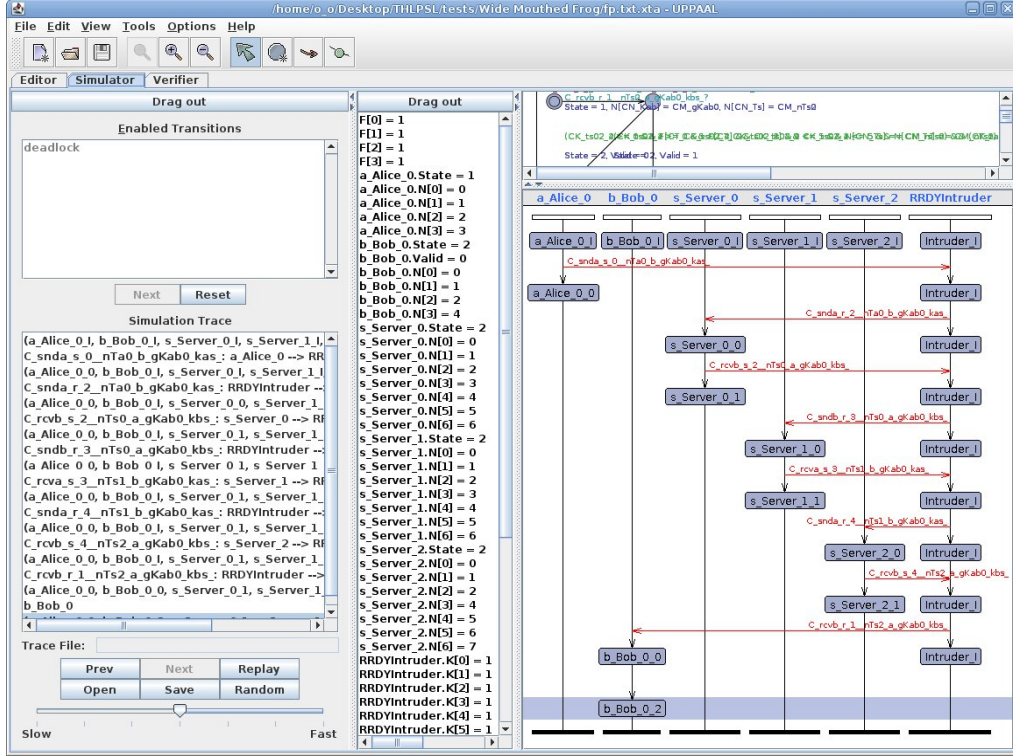 /home/o_o/Desktop/THLPSL/tests/Wide Mouthed Frog/fp.txt.xta - UPPAAL
File Edit View Tools Options Help
Editor Simulator Verifier
Drag out
Enabled Transitions
deadlock
Next Reset
Simulation Trace
(a_Alice_0_I, b_Bob_0_I, s_Server_0_I, s_Server_1_I,
C_snda_s_0__nTa0_b_gKab0_kas_: a_Alice_0 --> RR
(a_Alice_0_0, b_Bob_0_I, s_Server_0_I, s_Server_1_I
C_snda_r_2__nTa0_b_gKab0_kas_: RRDYIntruder --
(a_Alice_0_0, b_Bob_0_I, s_Server_0_0, s_Server_1_
C_rcvb_s_2__nTs0_a_gKab0_kbs_: s_Server_0 --> R
(a_Alice_0_0, b_Bob_0_I, s_Server_0_1, s_Server_1_
C_sndb_r_3__nTs0_a_gKab0_kbs_: RRDYIntruder --
(a_Alice_0_0, b_Bob_0_I, s_Server_0_1, s_Server_1_
C_rcva_s_3__nTs1_b_gKab0_kas_: s_Server_1 --> R
(a_Alice_0_0, b_Bob_0_I, s_Server_0_1, s_Server_1_
C_snda_r_4__nTs1_b_gKab0_kas_: RRDYIntruder --
(a_Alice_0_0, b_Bob_0_I, s_Server_0_1, s_Server_1_
C_rcvb_s_4__nTs2_a_gKab0_kbs_: s_Server_2 --> R
(a_Alice_0_0, b_Bob_0_I, s_Server_0_1, s_Server_1_
C_rcvb_r_1__nTs2_a_gKab0_kbs_: RRDYIntruder -->
(a_Alice_0_0, b_Bob_0_0, s_Server_0_1, s_Server_1_
b_Bob_0
Trace File:
Prev Next Replay
Open Save Random
Slow Fast
Drag out
F[0] = 1
F[1] = 1
F[2] = 1
F[3] = 1
a_Alice_0.State = 1
a_Alice_0.N[0] = 0
a_Alice_0.N[1] = 1
a_Alice_0.N[2] = 2
a_Alice_0.N[3] = 3
b_Bob_0.State = 2
b_Bob_0.Valid = 0
b_Bob_0.N[0] = 0
b_Bob_0.N[1] = 1
b_Bob_0.N[2] = 2
b_Bob_0.N[3] = 4
s_Server_0.State = 2
s_Server_0.N[0] = 0
s_Server_0.N[1] = 1
s_Server_0.N[2] = 2
s_Server_0.N[3] = 3
s_Server_0.N[4] = 4
s_Server_0.N[5] = 5
s_Server_0.N[6] = 6
s_Server_1.State = 2
s_Server_1.N[0] = 0
s_Server_1.N[1] = 1
s_Server_1.N[2] = 2
s_Server_1.N[3] = 3
s_Server_1.N[4] = 4
s_Server_1.N[5] = 5
s_Server_1.N[6] = 6
s_Server_2.State = 2
s_Server_2.N[0] = 0
s_Server_2.N[1] = 1
s_Server_2.N[2] = 2
s_Server_2.N[3] = 4
s_Server_2.N[4] = 5
s_Server_2.N[5] = 6
s_Server_2.N[6] = 7
RRDYIntruder.K[0] = 1
RRDYIntruder.K[1] = 1
RRDYIntruder.K[2] = 1
RRDYIntruder.K[3] = 1
RRDYIntruder.K[4] = 1
RRDYIntruder.K[5] = 1
State = 1, N[CN_Kab] = CM_gKab0, N[CN_Ts] = CM_nTs0
Valid = 1
a_Alice_0 b_Bob_0 s_Server_0 s_Server_1 s_Server_2 RRDYIntruder
a_Alice_0_I b_Bob_0_I s_Server_0_I s_Server_1_I s_Server_2_I Intruder_I
C_snda_s_0__nTa0_b_gKab0_kas_
a_Alice_0_0 Intruder_I
C_snda_r_2__nTa0_b_gKab0_kas_
s_Server_0_0 Intruder_I
C_rcvb_s_2__nTs0_a_gKab0_kbs_
s_Server_0_1 Intruder_I
C_sndb_r_3__nTs0_a_gKab0_kbs_
s_Server_1_0 Intruder_I
C_rcva_s_3__nTs1_b_gKab0_kas_
s_Server_1_1 Intruder_I
C_snda_r_4__nTs1_b_gKab0_kas_
s_Server_2_0 Intruder_I
C_rcvb_s_4__nTs2_a_gKab0_kbs_
s_Server_2_1 Intruder_I
C_rcvb_r_1__nTs2_a_gKab0_kbs_
b_Bob_0_0 Intruder_I
b_Bob_0_2